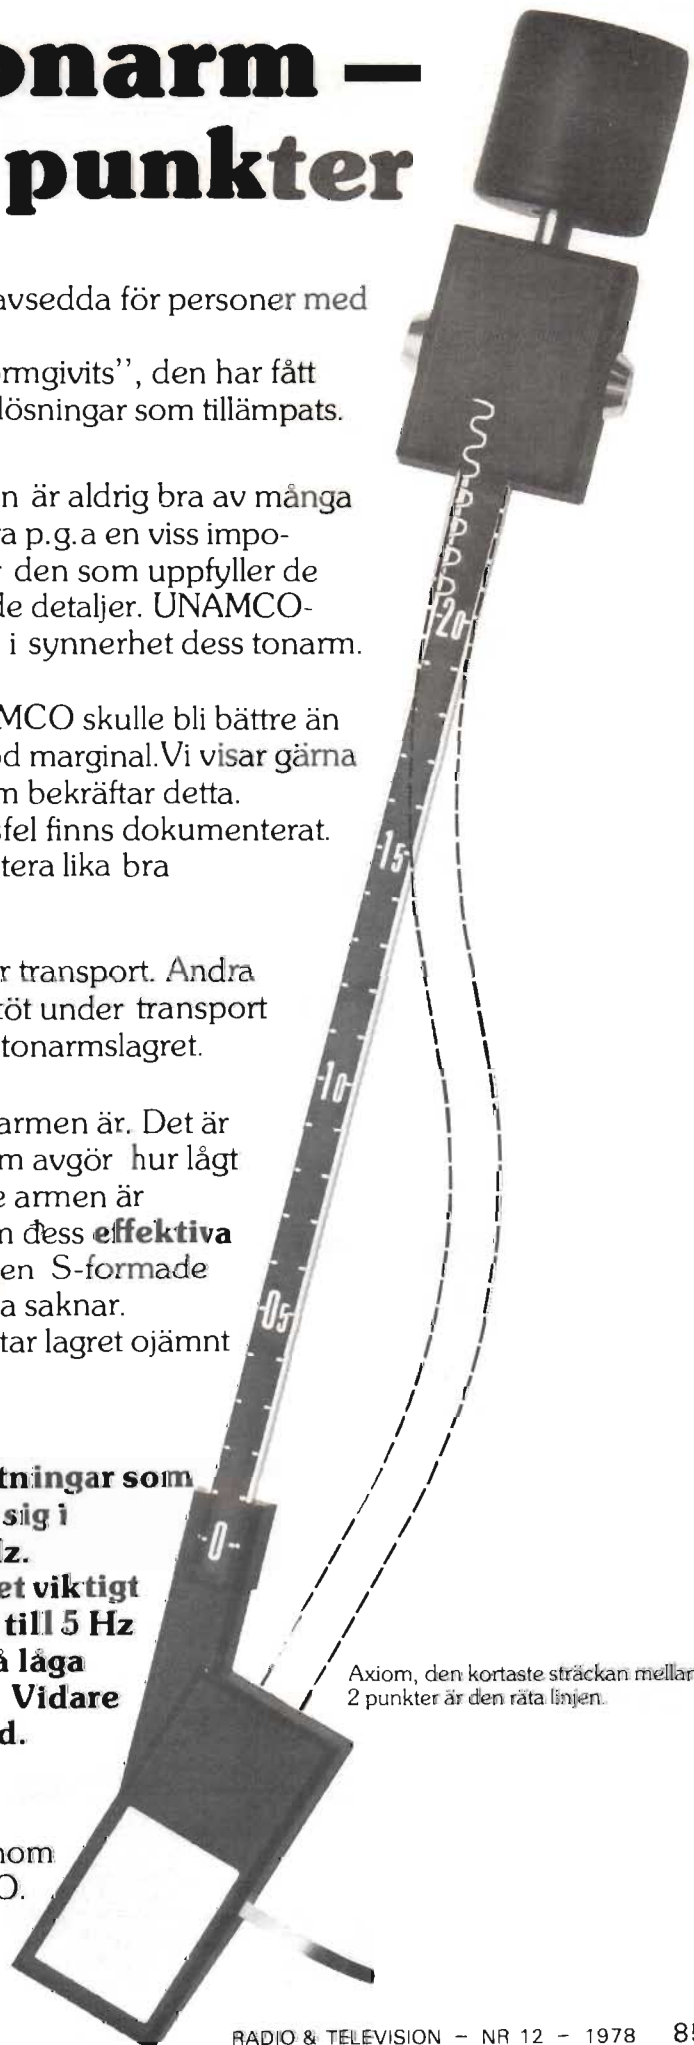 onarm –
punkter
avsedda för personer med
rmgivits”, den har fått
lösningar som tillämpats.
n är aldrig bra av många
a p.g.a en viss impo-
den som uppfyller de
de detaljer. UNAMCO-
i synnerhet dess tonarm.
MCO skulle bli bättre än
od marginal. Vi visar gärna
m bekräftar detta.
sfel finns dokumenterat.
tera lika bra
r transport. Andra
töt under transport
tonarmslagret.
armen är. Det är
m avgör hur lågt
e armen är
n dess effektiva
en S-formade
a saknar.
tar lagret ojämnt
tningar som
sig i
lz.
et viktigt
till 5 Hz
å låga
Vidare
d.
nom
O.
20
15
10
05
0
Axiom, den kortaste sträckan mellan
2 punkter är den räta linjen.
RADIO & TELEVISION – NR 12 – 1978 85